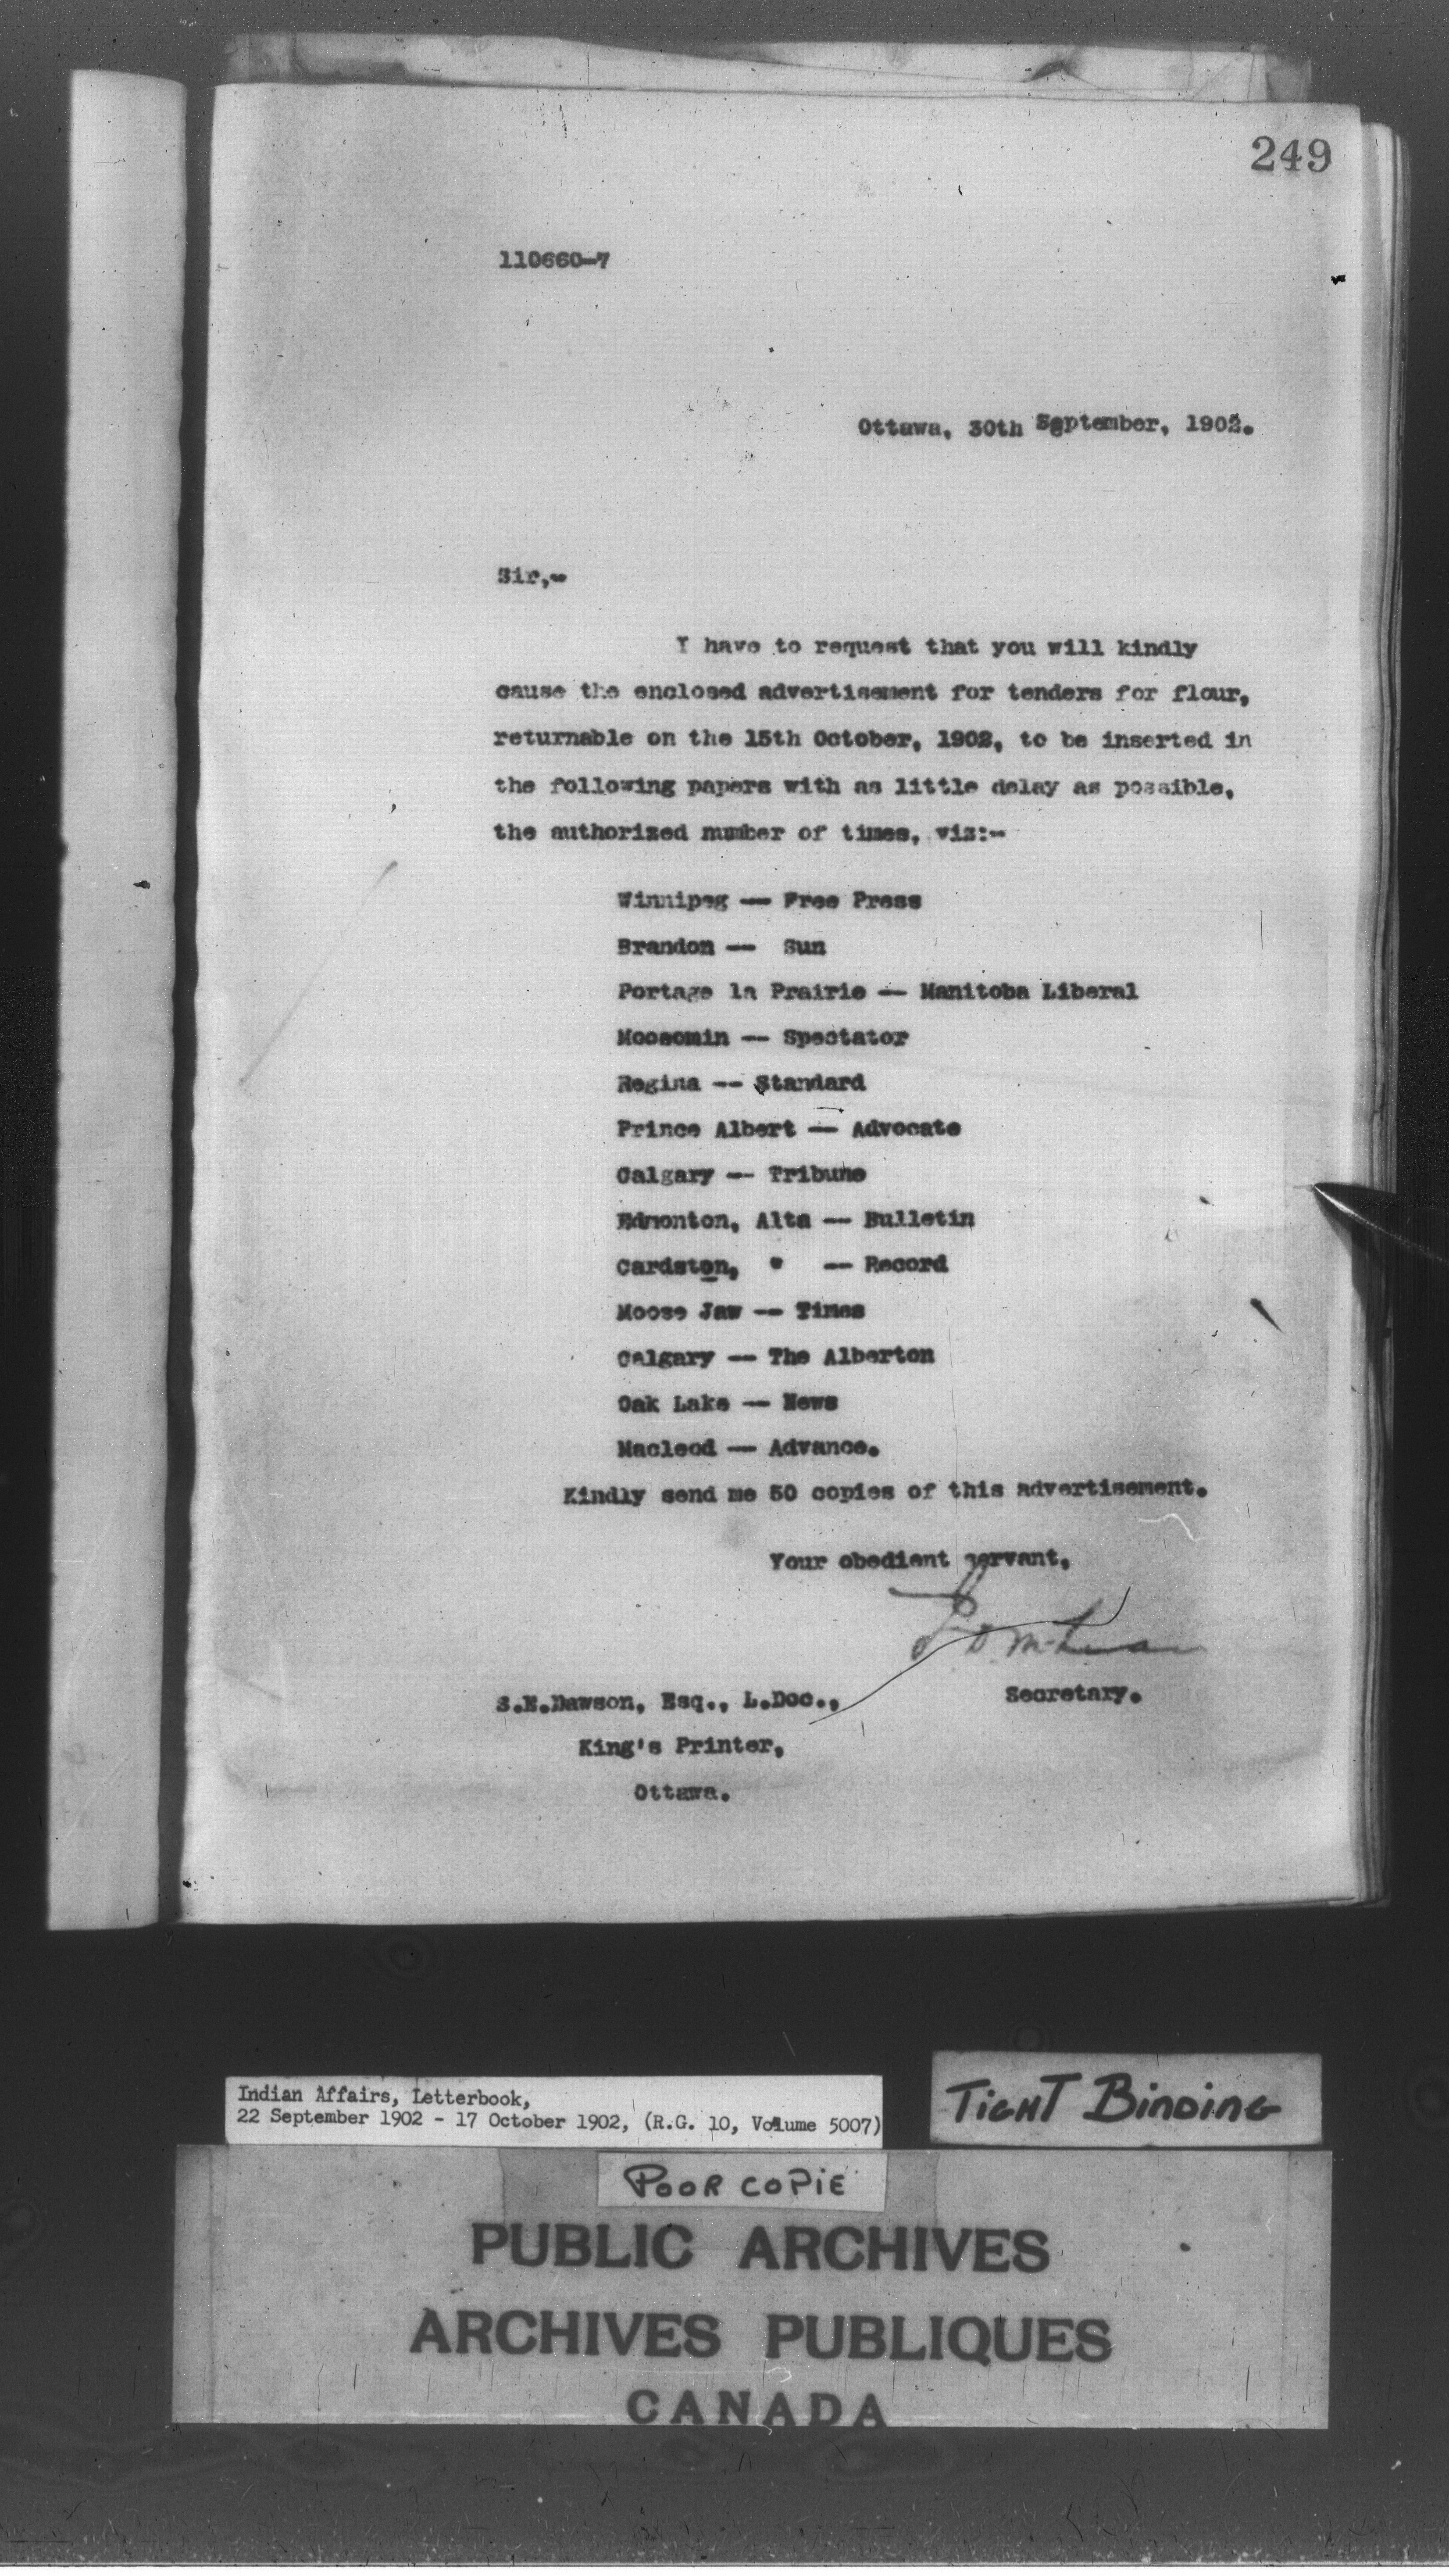 249
110660-7
Ottawa, 30th September, 1902.
Sir,-
I have to request that you will kindly
cause the enclosed advertisement for tenders for flour,
returnable on the 15th October, 1902, to be inserted in
the following papers with as little delay as possible,
the authorized number of times, viz:-
Winnipeg -- Free Press
Brandon -- Sun
Portage la Prairie -- Manitoba Liberal
Moosomin -- Spectator
Regina -- Standard
Prince Albert -- Advocate
Calgary -- Tribune
Edmonton, Alta -- Bulletin
Cardston, " -- Record
Moose Jaw -- Times
Calgary -- The Alberton
Oak Lake -- News
Macleod -- Advance.
Kindly send me 50 copies of this advertisement.
Your obedient servant,
J. D. McLean
Secretary.
S.E.Dawson, Esq., L.Doc.,
King's Printer,
Ottawa.
Indian Affairs, Letterbook,
22 September 1902 - 17 October 1902, (R.G. 10, Volume 5007)
TIGHT BINDING
POOR COPIE
PUBLIC ARCHIVES
ARCHIVES PUBLIQUES
CANADA